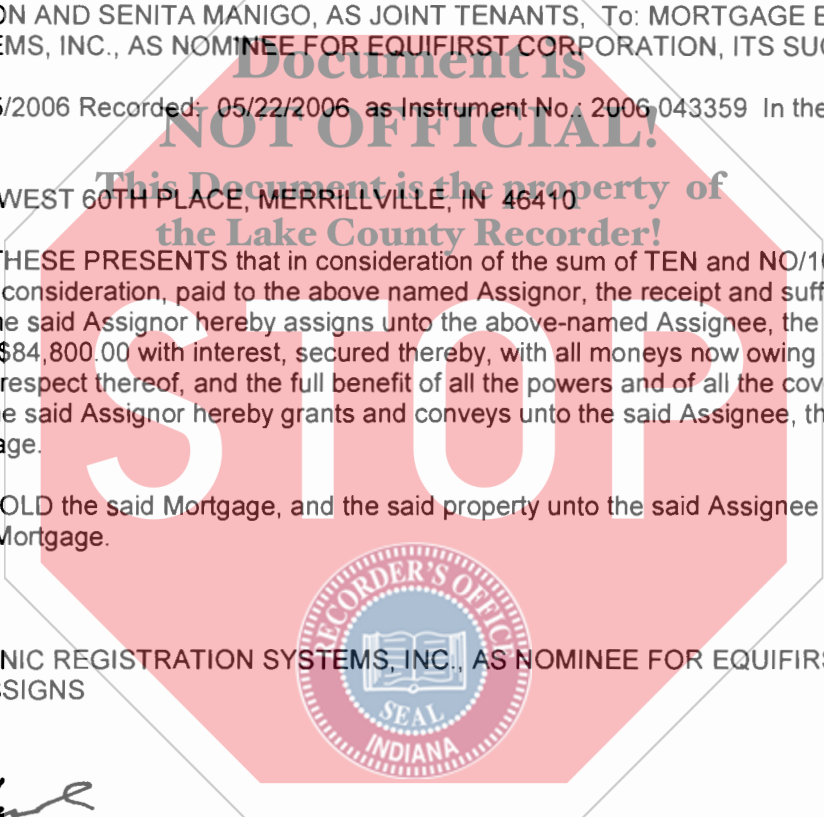 ON AND SENITA MANIGO, AS JOINT TENANTS, To: MORTGAGE E
EMS, INC., AS NOMINEE FOR EQUIFIRST CORPORATION, ITS SUC
Document is
5/2006 Recorded: 05/22/2006 as Instrument No.: 2006 043359 In the
NOT OFFICIAL!
This Document is the property of
WEST 60TH PLACE, MERRILLVILLE, IN 46410
the Lake County Recorder!
THESE PRESENTS that in consideration of the sum of TEN and NO/10
consideration, paid to the above named Assignor, the receipt and suff
e said Assignor hereby assigns unto the above-named Assignee, the
$84,800.00 with interest, secured thereby, with all moneys now owing
respect thereof, and the full benefit of all the powers and of all the cov
e said Assignor hereby grants and conveys unto the said Assignee, th
age.
STOP
OLD the said Mortgage, and the said property unto the said Assignee
Mortgage.
RECORDER'S OFFICE
NIC REGISTRATION SYSTEMS, INC., AS NOMINEE FOR EQUIFIRS
SSIGNS
SEAL
INDIANA